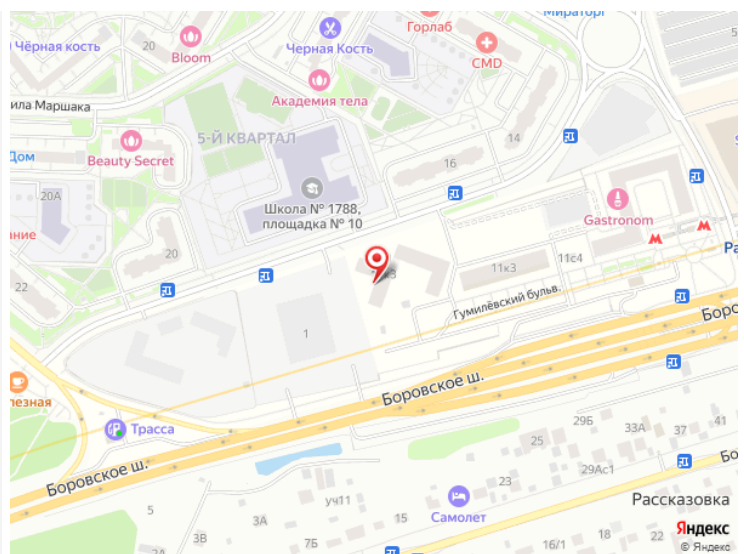 Мираторг
Горлаб
Чёрная кость
20
Bloom
Черная
Кость
CMD
5
Академия тела
ила Маршака
5-Й КВАРТАЛ
14
Дом
Beauty Secret
16
20А
Школа № 1788,
площадка № 10
Gastronom
ание
20
11с4
11к3
22
Гумилёвский бульв.
1
Боровское ш.
лезная
Трасса
29Б
33А
37
41
25
29Ас1
Боровское ш.
23
уч11
5
3А
15
Самолет
Рассказовка
3В
7Б
16/1
18
22
Яндекс
© Яндекс